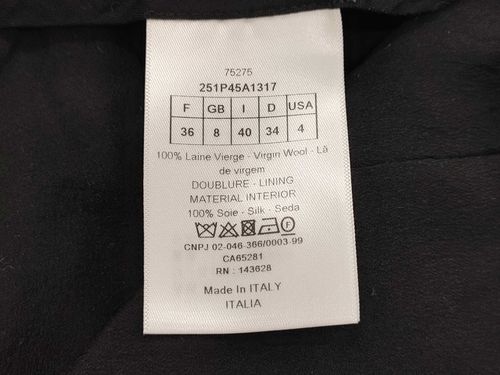 75275
251P45A1317
F GB I D USA
36 8 40 34 4
100% Laine Vierge - Virgin Wool - Lã
de virgem
DOUBLURE - LINING
MATERIAL INTERIOR
100% Soie - Silk - Seda
CNPJ 02-046-366/0003-99
CA65281
RN : 143628
Made In ITALY
ITALIA